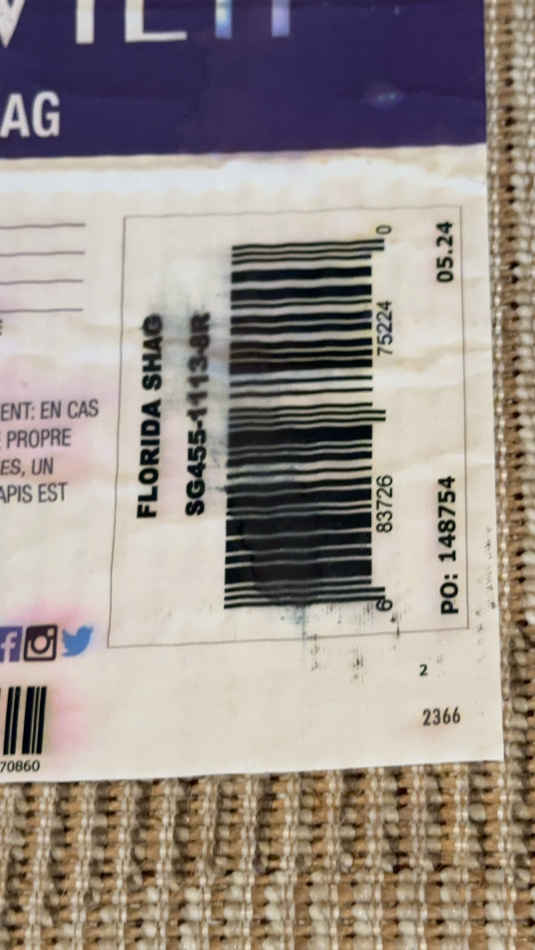 AG
ENT: EN CAS
PROPRE
ES, UN
APIS EST
FLORIDA SHAG
SG455-1113-8R
6 83726 75224 0
PO: 148754 05.24
2
2366
70860